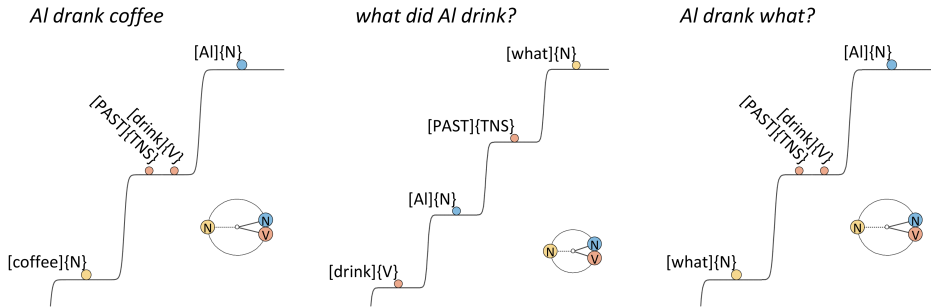 Al drank coffee
[Al]{N}
[drink]{V}
[PAST]{TNS}
[coffee]{N}
N
N
V
what did Al drink?
[what]{N}
[PAST]{TNS}
[Al]{N}
[drink]{V}
N
N
V
Al drank what?
[Al]{N}
[drink]{V}
[PAST]{TNS}
[what]{N}
N
N
V